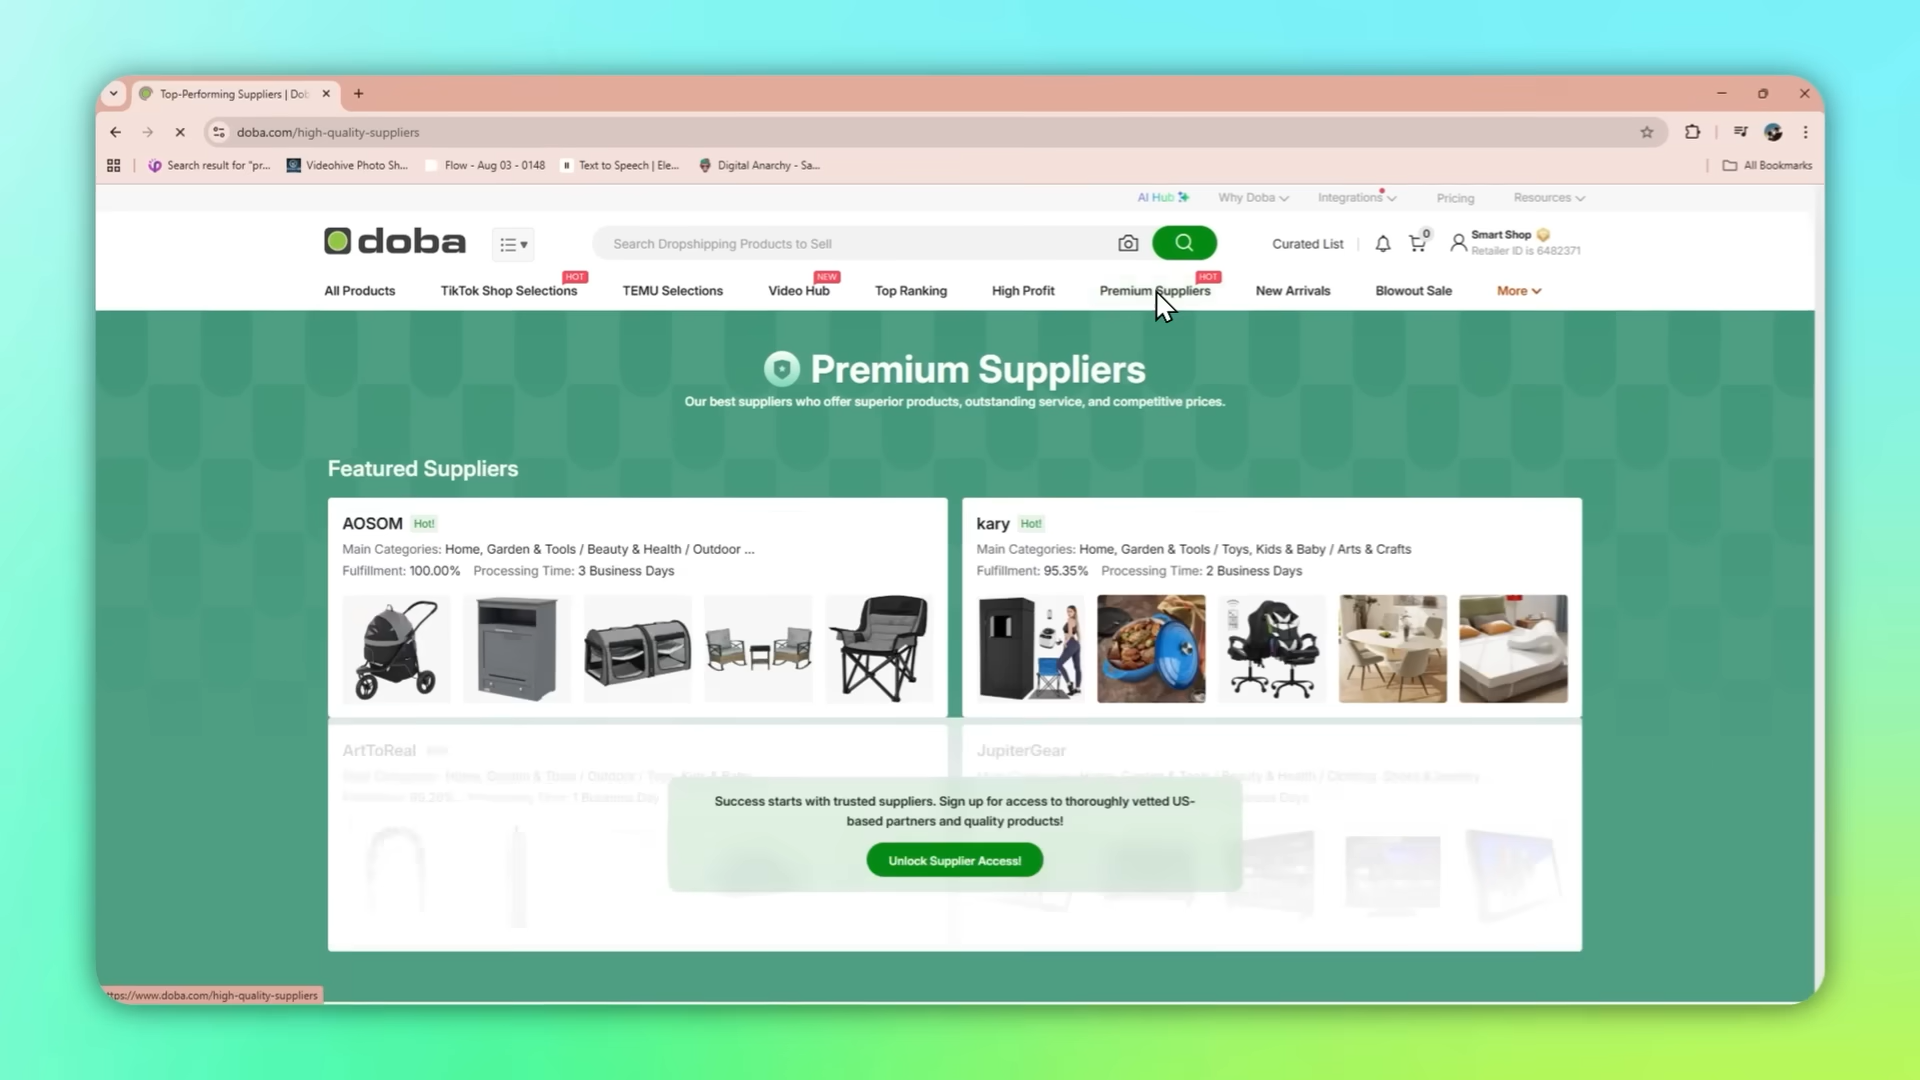 Top-Performing Suppliers | Dob
doba.com/high-quality-suppliers
Search result for "pr...
Videohive Photo Sh...
Flow - Aug 03 - 0148
Text to Speech | Ele...
Digital Anarchy - Sa...
All Bookmarks
AI Hub
Why Doba
Integrations
Pricing
Resources
doba
Search Dropshipping Products to Sell
Curated List
0
Smart Shop
Retailer ID is 6482371
HOT
NEW
HOT
All Products
TikTok Shop Selections
TEMU Selections
Video Hub
Top Ranking
High Profit
Premium Suppliers
New Arrivals
Blowout Sale
More
Premium Suppliers
Our best suppliers who offer superior products, outstanding service, and competitive prices.
Featured Suppliers
AOSOM Hot!
Main Categories: Home, Garden & Tools / Beauty & Health / Outdoor ...
Fulfillment: 100.00% Processing Time: 3 Business Days
kary Hot!
Main Categories: Home, Garden & Tools / Toys, Kids & Baby / Arts & Crafts
Fulfillment: 95.35% Processing Time: 2 Business Days
ArtToReal
JupiterGear
Success starts with trusted suppliers. Sign up for access to thoroughly vetted US-
based partners and quality products!
Unlock Supplier Access!
ttps://www.doba.com/high-quality-suppliers